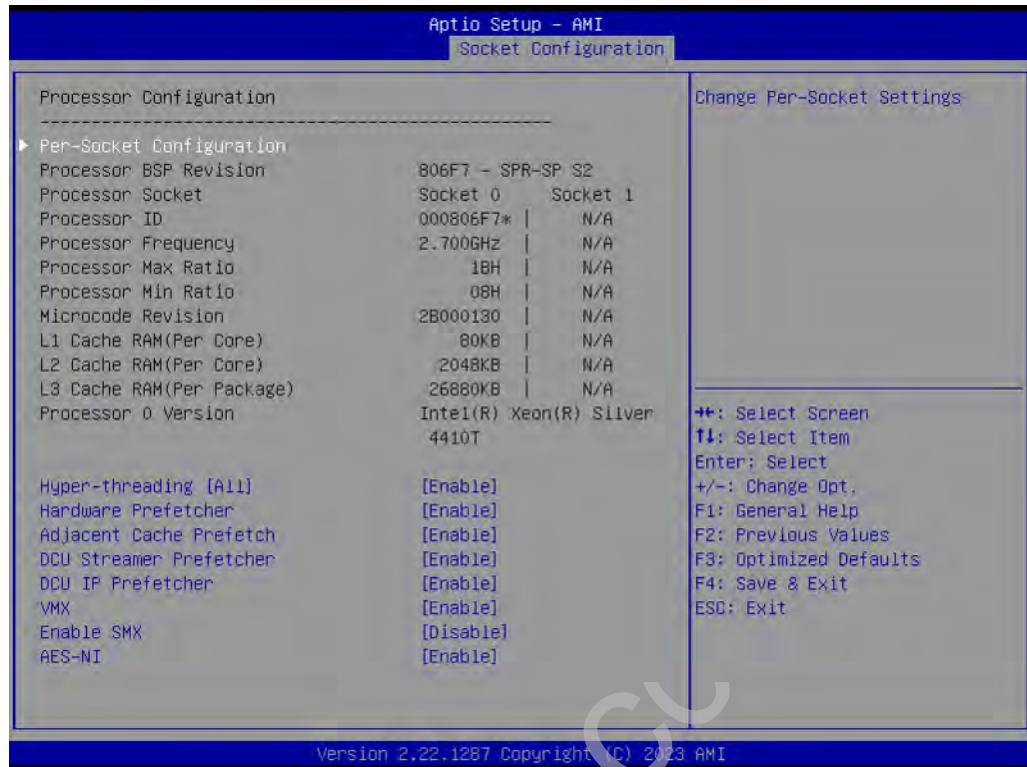 Aptio Setup – AMI
Socket Configuration
Processor Configuration
--------------------------------------------------
Per-Socket Configuration
Processor BSP Revision 806F7 - SPR-SP S2
Processor Socket Socket 0 Socket 1
Processor ID 000806F7* | N/A
Processor Frequency 2.700GHz | N/A
Processor Max Ratio 1BH | N/A
Processor Min Ratio 08H | N/A
Microcode Revision 2B000130 | N/A
L1 Cache RAM(Per Core) 80KB | N/A
L2 Cache RAM(Per Core) 2048KB | N/A
L3 Cache RAM(Per Package) 26880KB | N/A
Processor 0 Version Intel(R) Xeon(R) Silver
4410T
Hyper-threading [All] [Enable]
Hardware Prefetcher [Enable]
Adjacent Cache Prefetch [Enable]
DCU Streamer Prefetcher [Enable]
DCU IP Prefetcher [Enable]
VMX [Enable]
Enable SMX [Disable]
AES-NI [Enable]
Change Per-Socket Settings
→←: Select Screen
↑↓: Select Item
Enter: Select
+/-: Change Opt.
F1: General Help
F2: Previous Values
F3: Optimized Defaults
F4: Save & Exit
ESC: Exit
Version 2.22.1287 Copyright (C) 2023 AMI